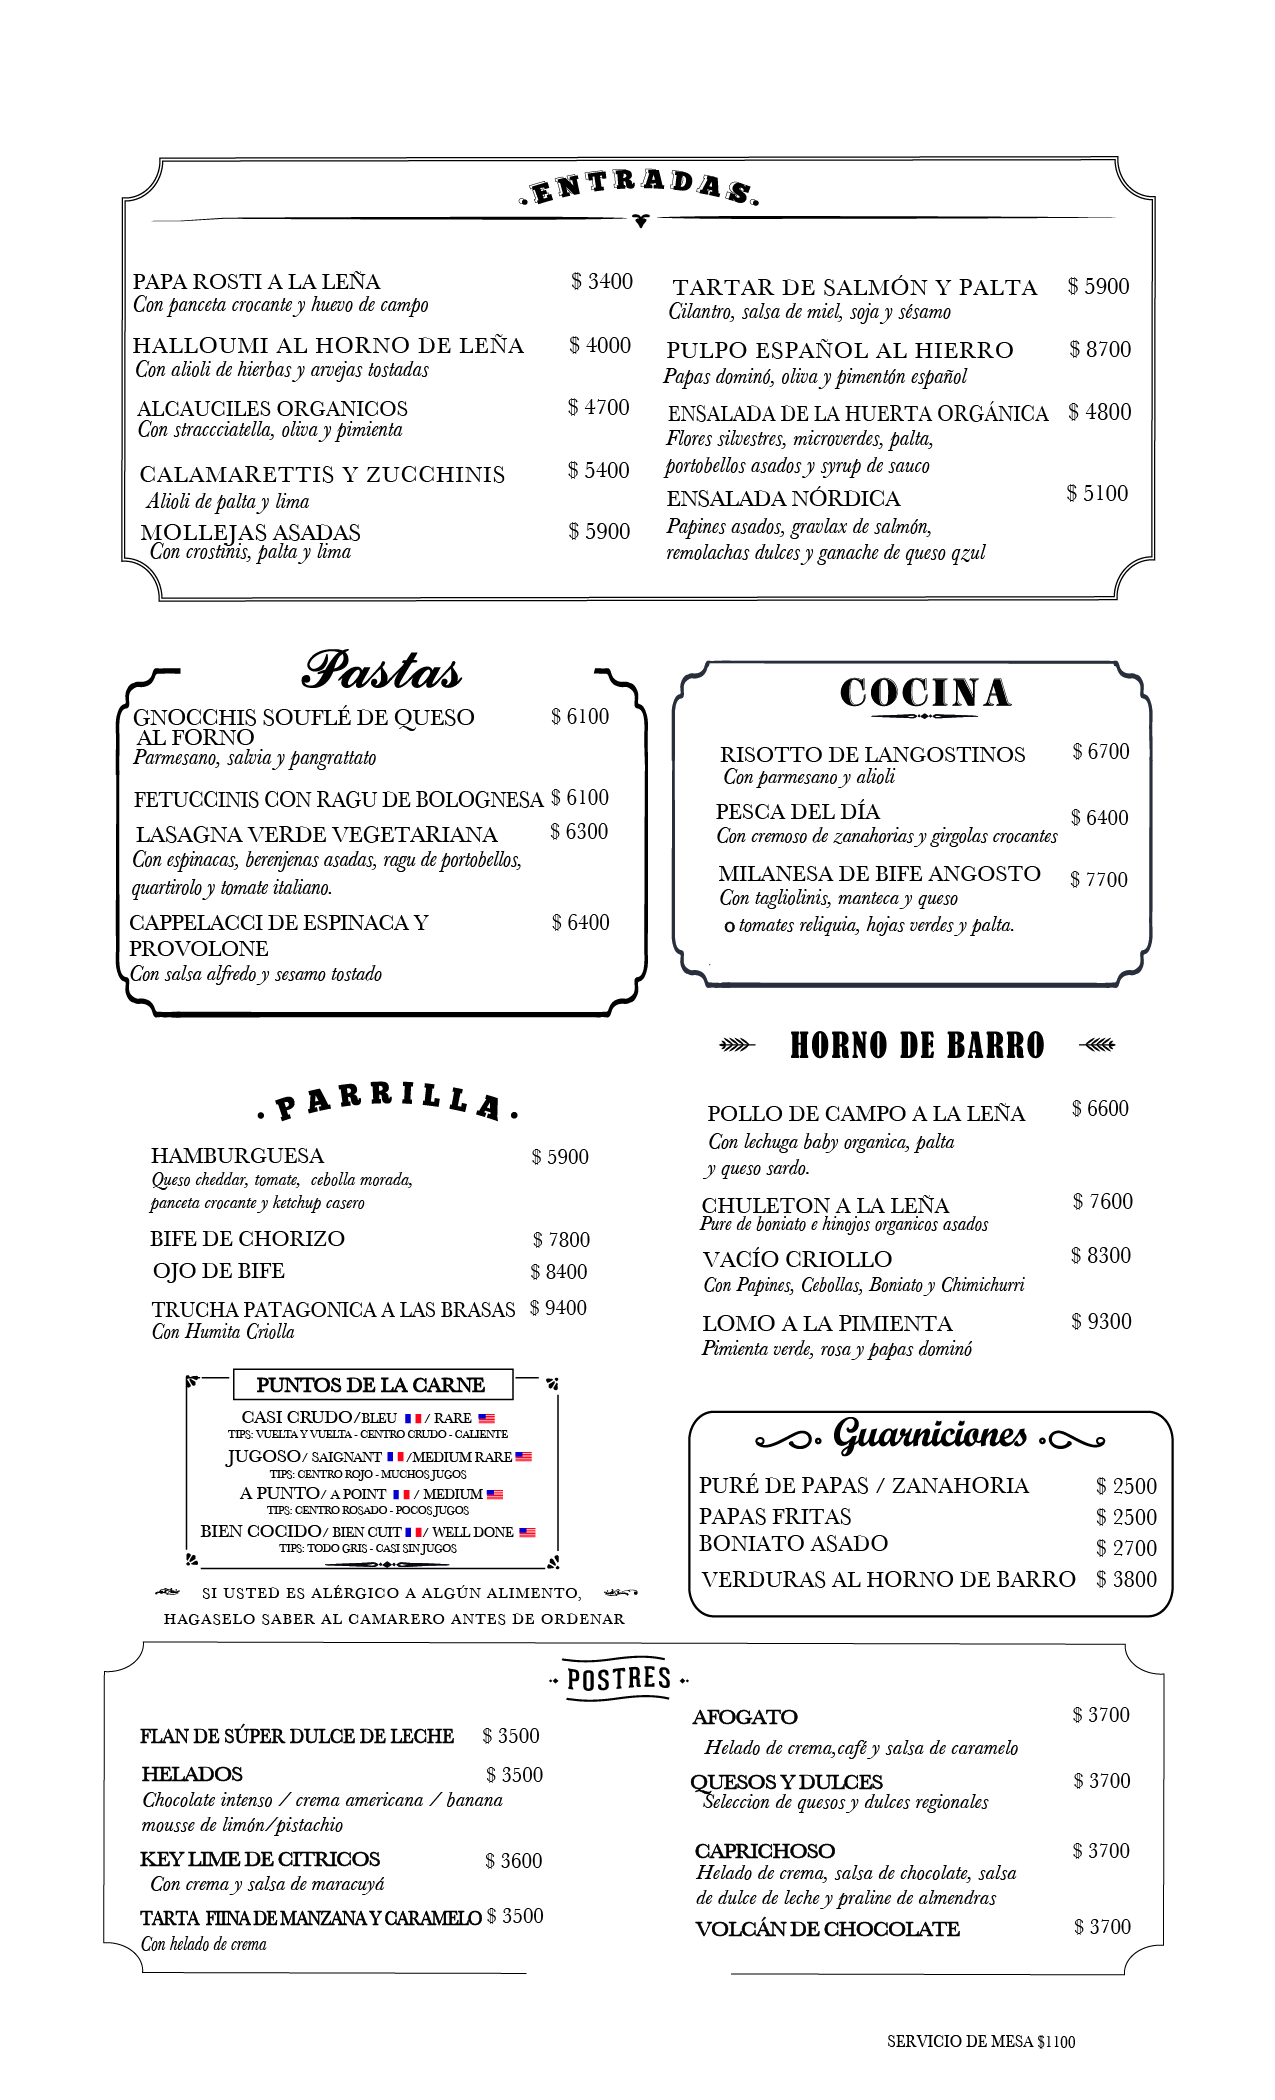 .ENTRADAS.
PAPA ROSTI A LA LEÑA $ 3400
Con panceta crocante y huevo de campo
HALLOUMI AL HORNO DE LEÑA $ 4000
Con alioli de hierbas y arvejas tostadas
ALCAUCILES ORGANICOS $ 4700
Con straccciatella, oliva y pimienta
CALAMARETTIS Y ZUCCHINIS $ 5400
Alioli de palta y lima
MOLLEJAS ASADAS $ 5900
Con crostinis, palta y lima
TARTAR DE SALMÓN Y PALTA $ 5900
Cilantro, salsa de miel, soja y sésamo
PULPO ESPAÑOL AL HIERRO $ 8700
Papas dominó, oliva y pimentón español
ENSALADA DE LA HUERTA ORGÁNICA $ 4800
Flores silvestres, microverdes, palta,
portobellos asados y syrup de sauco
ENSALADA NÓRDICA $ 5100
Papines asados, gravlax de salmón,
remolachas dulces y ganache de queso qzul
Pastas
GNOCCHIS SOUFLÉ DE QUESO $ 6100
AL FORNO
Parmesano, salvia y pangrattato
FETUCCINIS CON RAGU DE BOLOGNESA $ 6100
LASAGNA VERDE VEGETARIANA $ 6300
Con espinacas, berenjenas asadas, ragu de portobellos,
quartirolo y tomate italiano.
CAPPELACCI DE ESPINACA Y $ 6400
PROVOLONE
Con salsa alfredo y sesamo tostado
COCINA
RISOTTO DE LANGOSTINOS $ 6700
Con parmesano y alioli
PESCA DEL DÍA $ 6400
Con cremoso de zanahorias y girgolas crocantes
MILANESA DE BIFE ANGOSTO $ 7700
Con tagliolinis, manteca y queso
o tomates reliquia, hojas verdes y palta.
.PARRILLA.
HAMBURGUESA $ 5900
Queso cheddar, tomate, cebolla morada,
panceta crocante y ketchup casero
BIFE DE CHORIZO $ 7800
OJO DE BIFE $ 8400
TRUCHA PATAGONICA A LAS BRASAS $ 9400
Con Humita Criolla
HORNO DE BARRO
POLLO DE CAMPO A LA LEÑA $ 6600
Con lechuga baby organica, palta
y queso sardo.
CHULETON A LA LEÑA $ 7600
Pure de boniato e hinojos organicos asados
VACÍO CRIOLLO $ 8300
Con Papines, Cebollas, Boniato y Chimichurri
LOMO A LA PIMIENTA $ 9300
Pimienta verde, rosa y papas dominó
PUNTOS DE LA CARNE
CASI CRUDO/BLEU / RARE
TIPS: VUELTA Y VUELTA - CENTRO CRUDO - CALIENTE
JUGOSO/ SAIGNANT /MEDIUM RARE
TIPS: CENTRO ROJO - MUCHOS JUGOS
A PUNTO/ A POINT / MEDIUM
TIPS: CENTRO ROSADO - POCOS JUGOS
BIEN COCIDO/ BIEN CUIT / WELL DONE
TIPS: TODO GRIS - CASI SIN JUGOS
SI USTED ES ALÉRGICO A ALGÚN ALIMENTO,
HAGASELO SABER AL CAMARERO ANTES DE ORDENAR
Guarniciones
PURÉ DE PAPAS / ZANAHORIA $ 2500
PAPAS FRITAS $ 2500
BONIATO ASADO $ 2700
VERDURAS AL HORNO DE BARRO $ 3800
POSTRES
FLAN DE SÚPER DULCE DE LECHE $ 3500
HELADOS $ 3500
Chocolate intenso / crema americana / banana
mousse de limón/pistachio
KEY LIME DE CITRICOS $ 3600
Con crema y salsa de maracuyá
TARTA FIINA DE MANZANA Y CARAMELO $ 3500
Con helado de crema
AFOGATO $ 3700
Helado de crema,café y salsa de caramelo
QUESOS Y DULCES $ 3700
Seleccion de quesos y dulces regionales
CAPRICHOSO $ 3700
Helado de crema, salsa de chocolate, salsa
de dulce de leche y praline de almendras
VOLCÁN DE CHOCOLATE $ 3700
SERVICIO DE MESA $1100